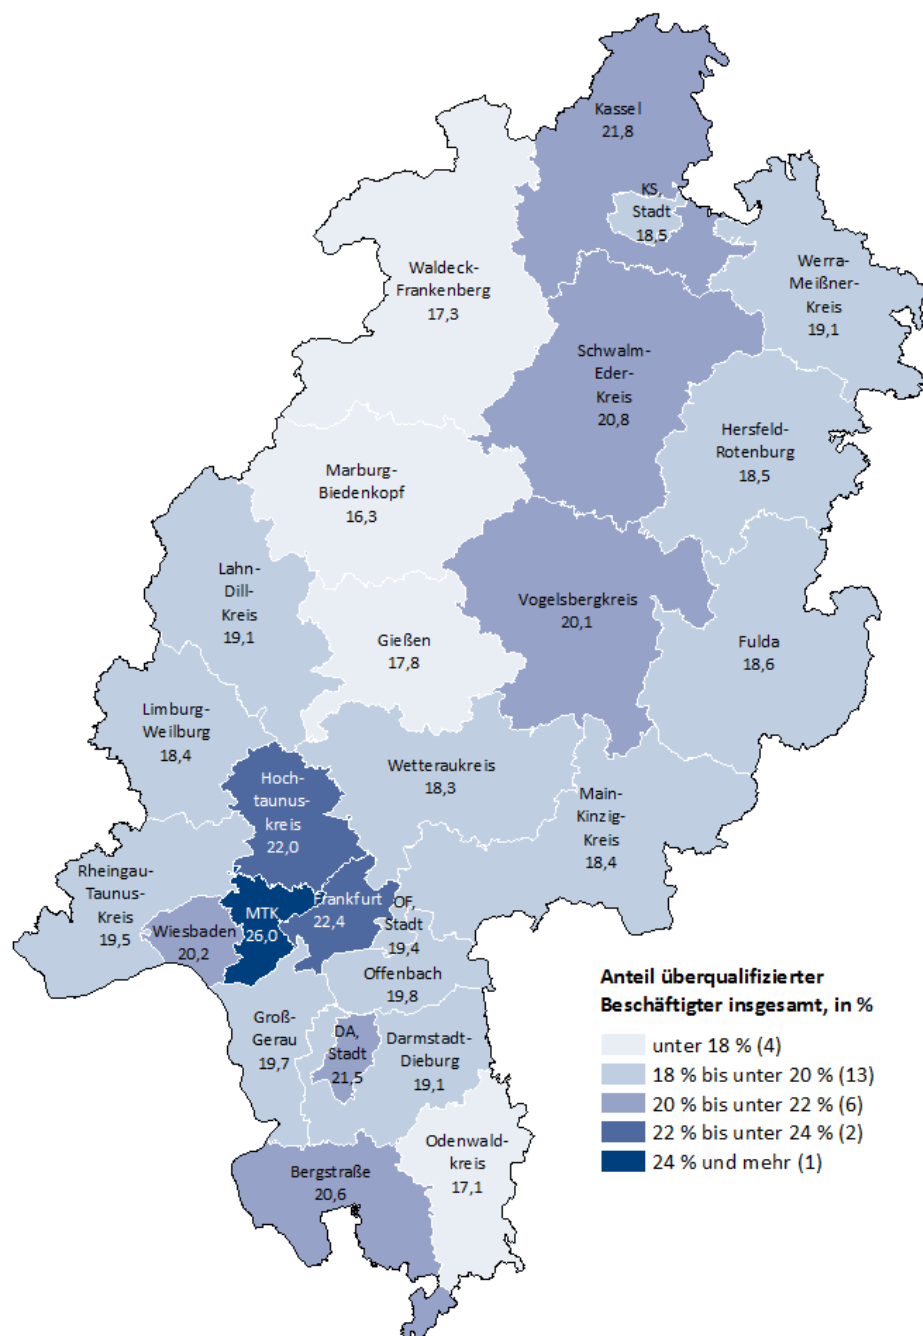 Kassel
21,8
KS,
Stadt
18,5
Werra-
Meißner-
Kreis
19,1
Waldeck-
Frankenberg
17,3
Schwalm-
Eder-
Kreis
20,8
Hersfeld-
Rotenburg
18,5
Marburg-
Biedenkopf
16,3
Lahn-
Dill-
Kreis
19,1
Vogelsbergkreis
20,1
Gießen
17,8
Fulda
18,6
Limburg-
Weilburg
18,4
Wetteraukreis
18,3
Hoch-
taunus-
kreis
22,0
Main-
Kinzig-
Kreis
18,4
Rheingau-
Taunus-
Kreis
19,5
MTK
26,0
Frankfurt
22,4
OF,
Stadt
19,4
Wiesbaden
20,2
Offenbach
19,8
Groß-
Gerau
19,7
DA,
Stadt
21,5
Darmstadt-
Dieburg
19,1
Odenwald-
kreis
17,1
Bergstraße
20,6
Anteil überqualifizierter
Beschäftigter insgesamt, in %
unter 18 % (4)
18 % bis unter 20 % (13)
20 % bis unter 22 % (6)
22 % bis unter 24 % (2)
24 % und mehr (1)